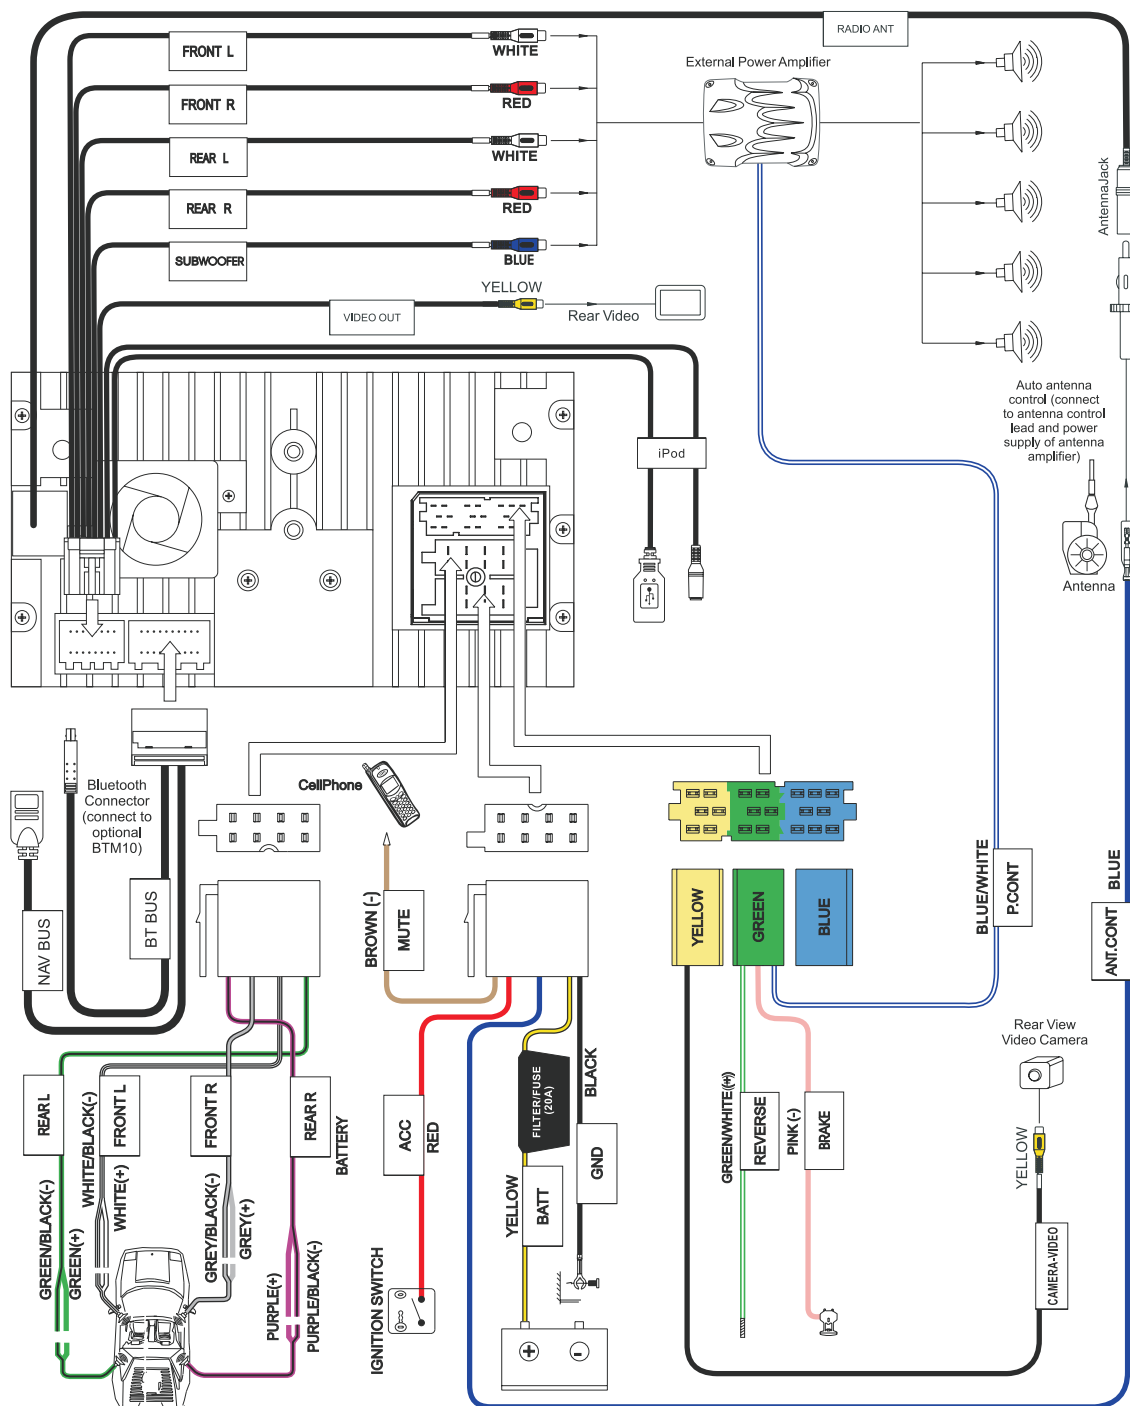 RADIO ANT
FRONT L
WHITE
External Power Amplifier
FRONT R
RED
REAR L
WHITE
REAR R
RED
SUBWOOFER
BLUE
AntennaJack
YELLOW
VIDEO OUT
Rear Video
Auto antenna
control (connect
to antenna control
lead and power
supply of antenna
amplifier)
iPod
Antenna
CellPhone
Bluetooth
Connector
(connect to
optional
BTM10)
NAV BUS
BT BUS
BROWN (-)
MUTE
YELLOW
GREEN
BLUE
BLUE/WHITE
P.CONT
BLUE
ANT.CONT
Rear View
Video Camera
REAR L
WHITE/BLACK(-)
FRONT L
FRONT R
REAR R
BATTERY
ACC
RED
FILTER/FUSE
(20A)
BLACK
GND
GREEN/WHITE((+)
REVERSE
PINK (-)
BRAKE
YELLOW
GREEN/BLACK(-)
GREEN(+)
WHITE(+)
GREY/BLACK(-)
GREY(+)
PURPLE(+)
PURPLE/BLACK(-)
IGNITION SWITCH
YELLOW
BATT
CAMERA-VIDEO
+
-